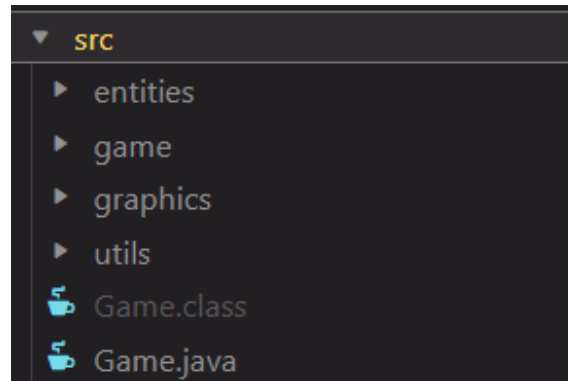 src
entities
game
graphics
utils
Game.class
Game.java